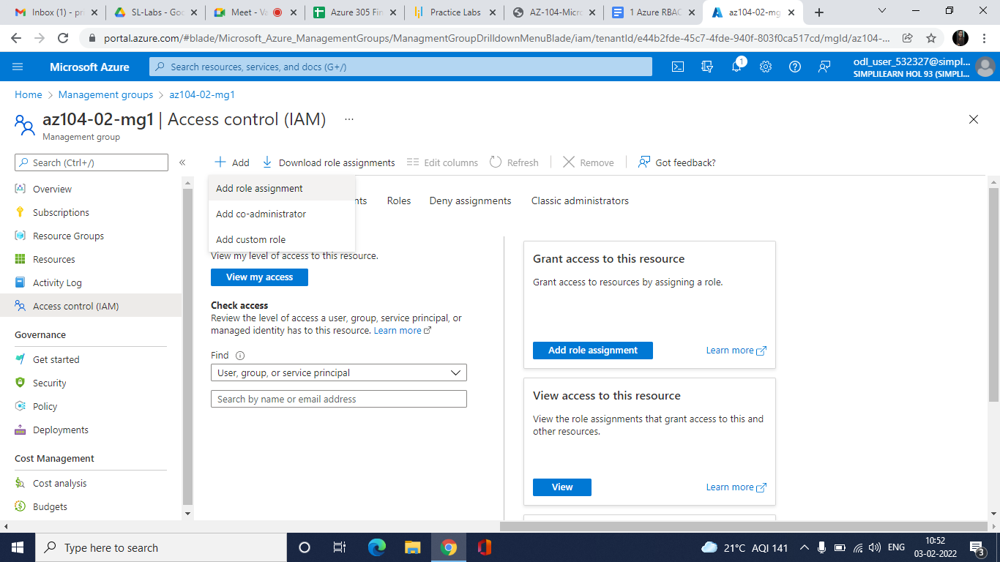 Inbox (1) - pr
SL-Labs - Goo
Meet - Va
Azure 305 Fin
Practice Labs
AZ-104-Micro
1 Azure RBAC
az104-02-mg
portal.azure.com/#blade/Microsoft_Azure_ManagementGroups/ManagmentGroupDrilldownMenuBlade/iam/tenantId/e44b2fde-45c7-4fde-940f-803f0ca517cd/mgId/az104-...
Microsoft Azure
Search resources, services, and docs (G+/)
1
odl_user_532327@simpl...
SIMPLILEARN HOL 93 (SIMPLI...
Home > Management groups > az104-02-mg1
az104-02-mg1 | Access control (IAM) ...
Management group
Search (Ctrl+/)
«
Add
Download role assignments
Edit columns
Refresh
Remove
Got feedback?
Overview
Subscriptions
Resource Groups
Resources
Activity Log
Access control (IAM)
Governance
Get started
Security
Policy
Deployments
Cost Management
Cost analysis
Budgets
Add role assignment
Add co-administrator
Add custom role
nts
Roles
Deny assignments
Classic administrators
View my level of access to this resource.
View my access
Check access
Review the level of access a user, group, service principal, or
managed identity has to this resource. Learn more
Find
User, group, or service principal
Search by name or email address
Grant access to this resource
Grant access to resources by assigning a role.
Add role assignment
Learn more
View access to this resource
View the role assignments that grant access to this and
other resources.
View
Learn more
Type here to search
21°C AQI 141
ENG
10:52
03-02-2022
3